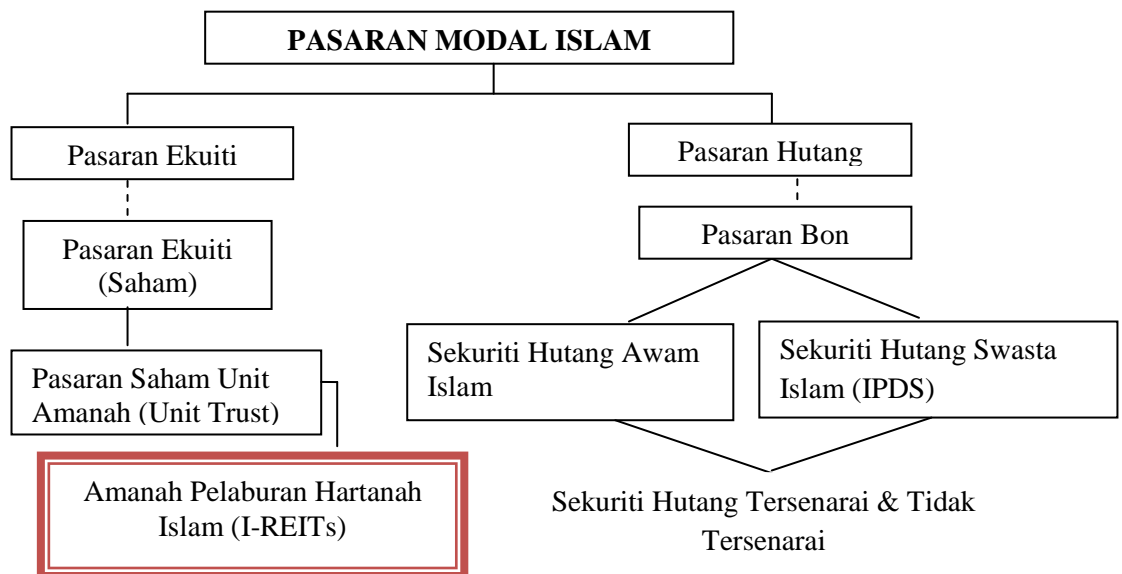 PASARAN MODAL ISLAM
Pasaran Ekuiti
Pasaran Hutang
Pasaran Ekuiti
(Saham)
Pasaran Bon
Pasaran Saham Unit
Amanah (Unit Trust)
Sekuriti Hutang Awam
Islam
Sekuriti Hutang Swasta
Islam (IPDS)
Amanah Pelaburan Hartanah
Islam (I-REITs)
Sekuriti Hutang Tersenarai & Tidak
Tersenarai